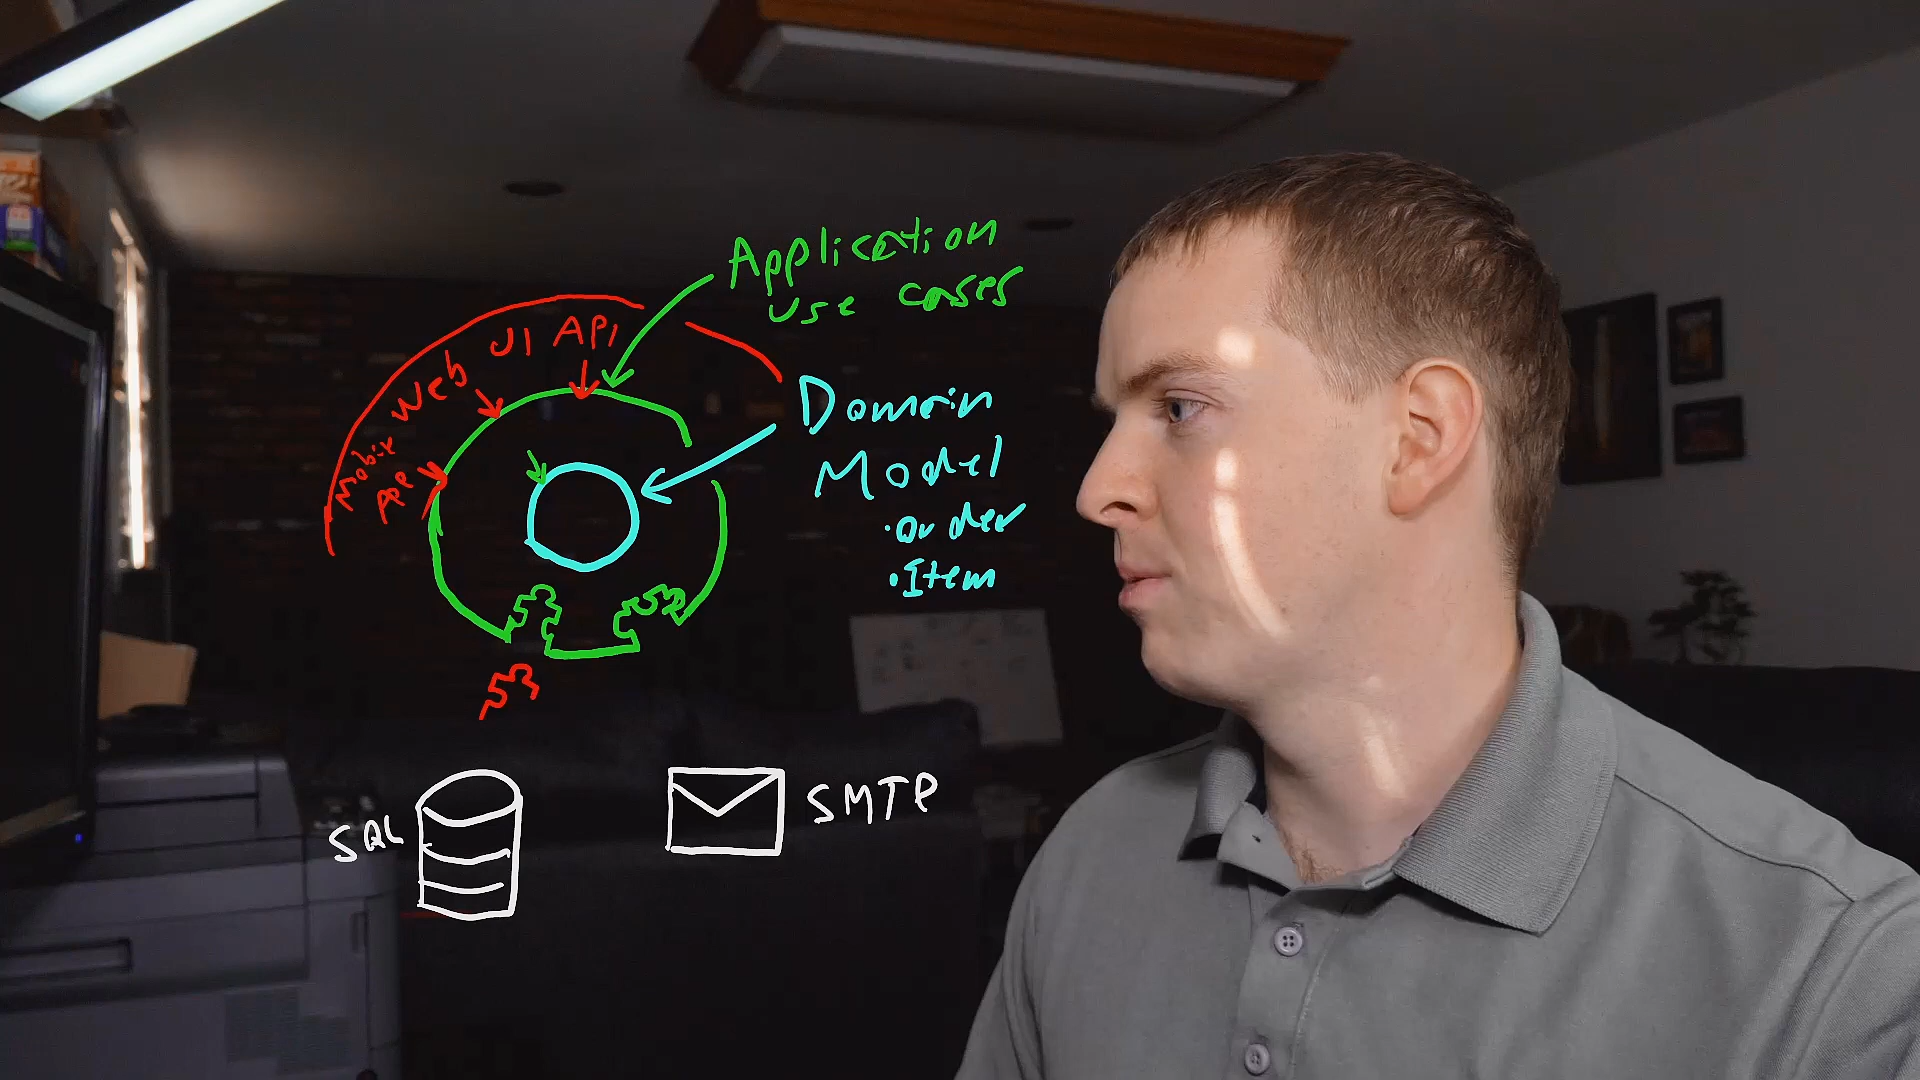 Application
use cases
Web UI API
Mobile
App
Domain
Model
• Order
• Item
SQL
SMTP